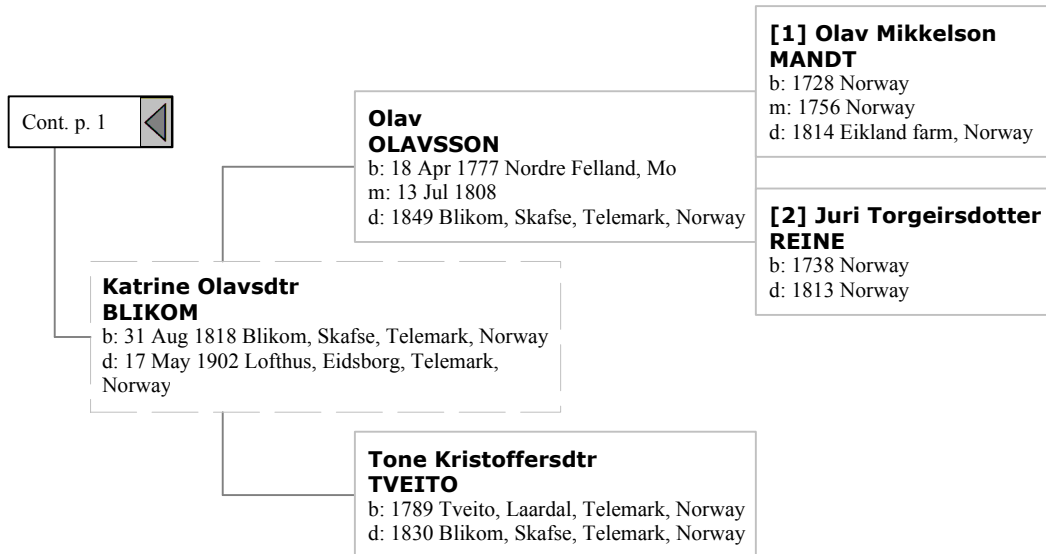 [1] Olav Mikkelson
MANDT
b: 1728 Norway
m: 1756 Norway
d: 1814 Eikland farm, Norway
Cont. p. 1
Olav
OLAVSSON
b: 18 Apr 1777 Nordre Felland, Mo
m: 13 Jul 1808
d: 1849 Blikom, Skafse, Telemark, Norway
[2] Juri Torgeirsdotter
REINE
b: 1738 Norway
d: 1813 Norway
Katrine Olavsdtr
BLIKOM
b: 31 Aug 1818 Blikom, Skafse, Telemark, Norway
d: 17 May 1902 Lofthus, Eidsborg, Telemark,
Norway
Tone Kristoffersdtr
TVEITO
b: 1789 Tveito, Laardal, Telemark, Norway
d: 1830 Blikom, Skafse, Telemark, Norway